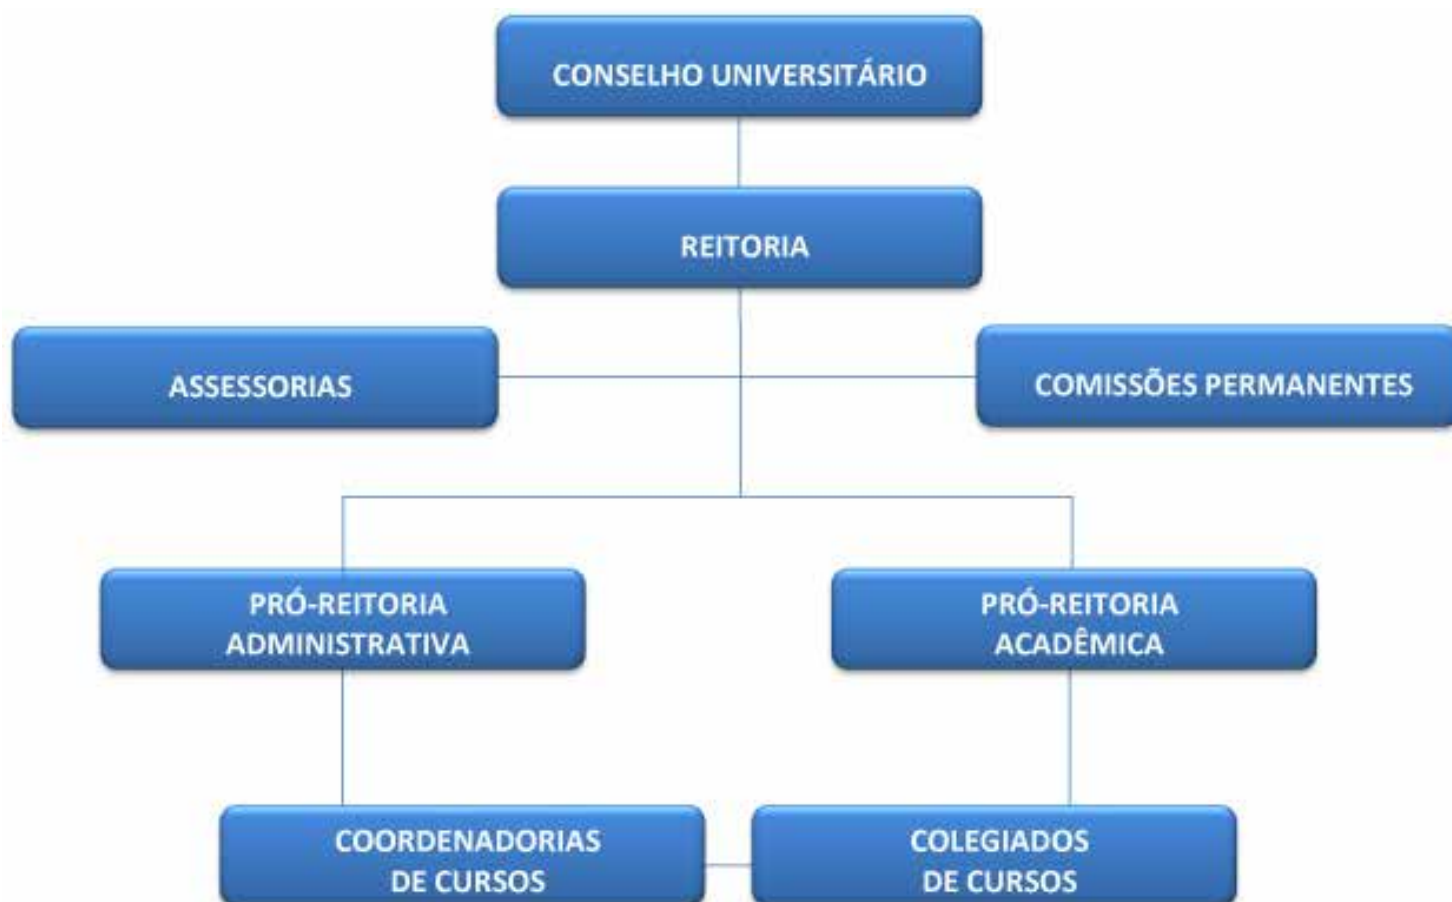 CONSELHO UNIVERSITÁRIO
REITORIA
ASSESSORIAS
COMISSÕES PERMANENTES
PRÓ-REITORIA
ADMINISTRATIVA
PRÓ-REITORIA
ACADÊMICA
COORDENADORIAS
DE CURSOS
COLEGIADOS
DE CURSOS